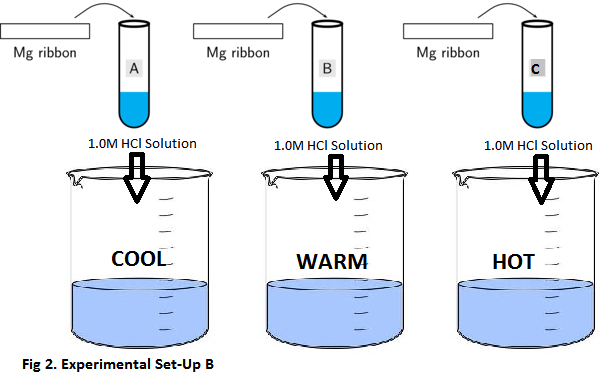 Mg ribbon
A
Mg ribbon
B
Mg ribbon
C
1.0M HCl Solution
1.0M HCl Solution
1.0M HCl Solution
COOL
WARM
HOT
Fig 2. Experimental Set-Up B